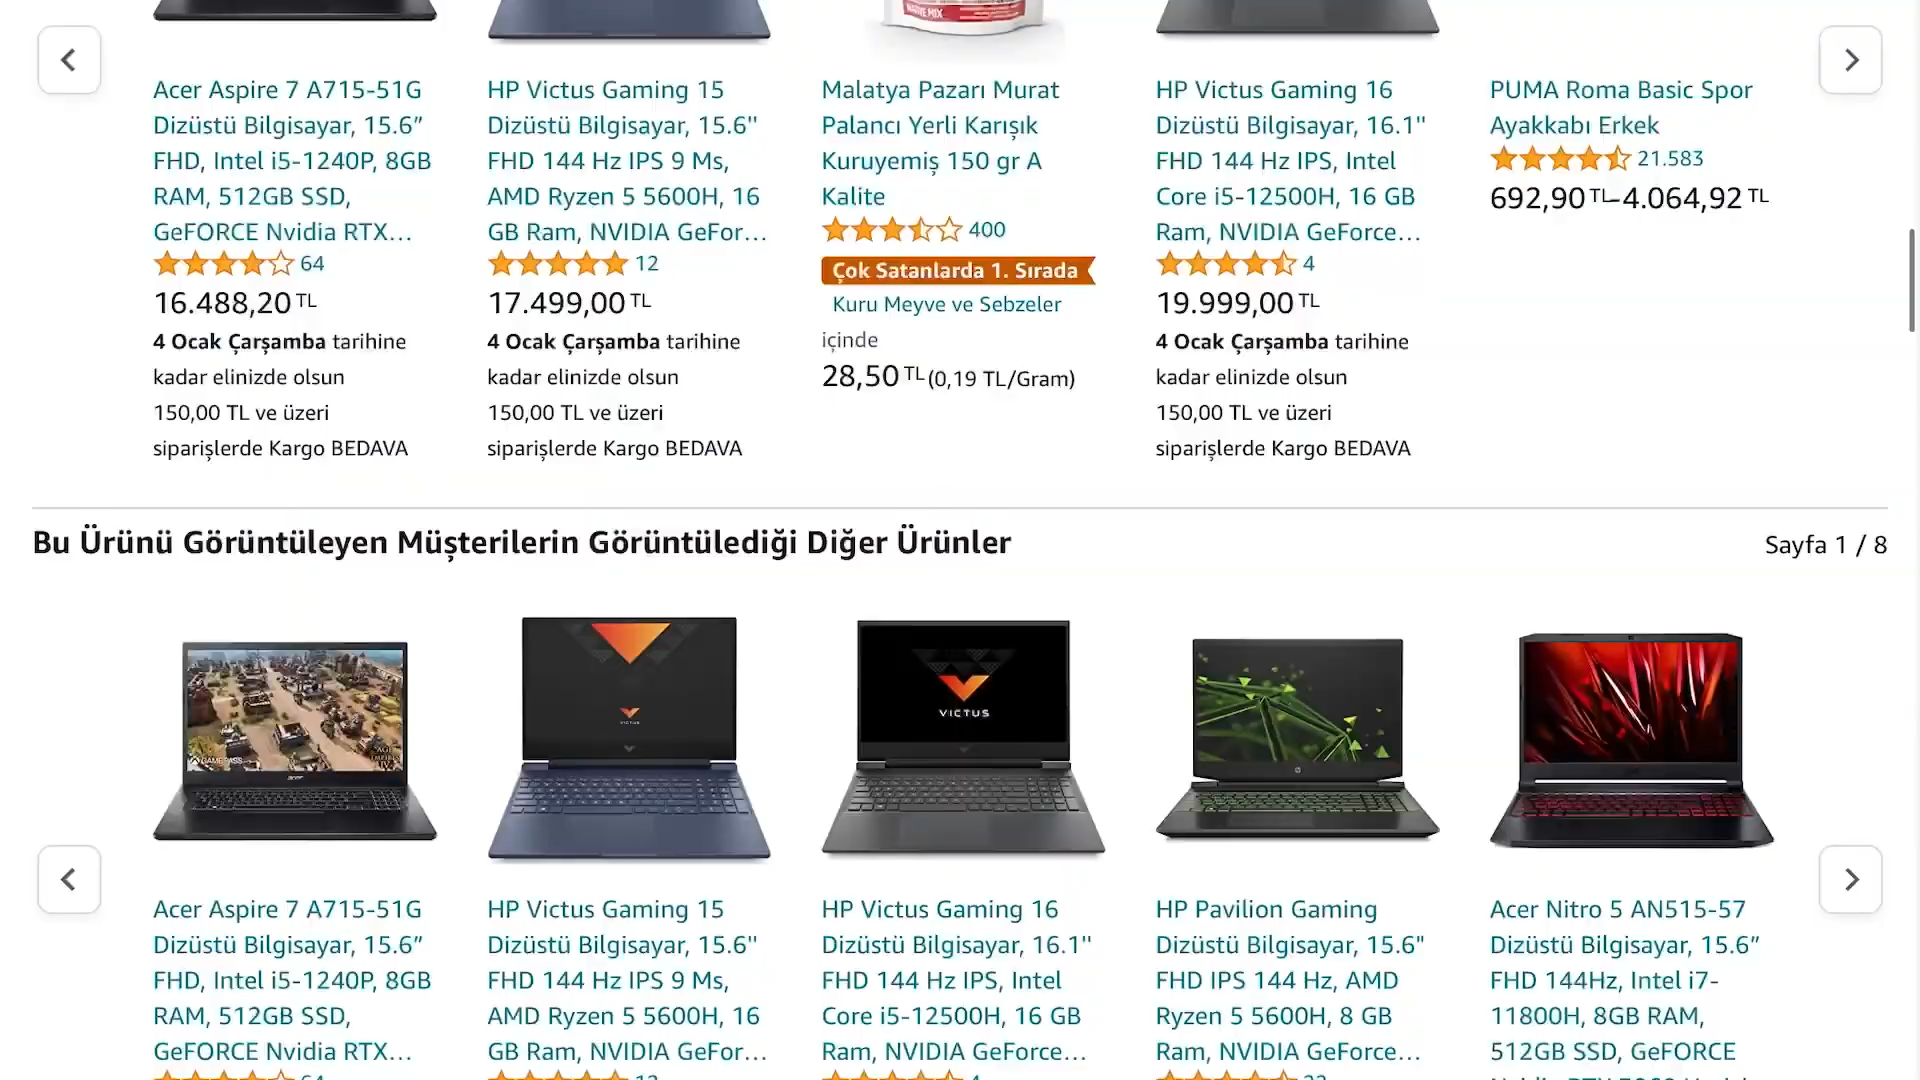 NATIVE MIX
Acer Aspire 7 A715-51G
Dizüstü Bilgisayar, 15.6”
FHD, Intel i5-1240P, 8GB
RAM, 512GB SSD,
GeFORCE Nvidia RTX...
64
16.488,20 TL
4 Ocak Çarşamba tarihine
kadar elinizde olsun
150,00 TL ve üzeri
siparişlerde Kargo BEDAVA
HP Victus Gaming 15
Dizüstü Bilgisayar, 15.6"
FHD 144 Hz IPS 9 Ms,
AMD Ryzen 5 5600H, 16
GB Ram, NVIDIA GeFor...
12
17.499,00 TL
4 Ocak Çarşamba tarihine
kadar elinizde olsun
150,00 TL ve üzeri
siparişlerde Kargo BEDAVA
Malatya Pazarı Murat
Palancı Yerli Karışık
Kuruyemiş 150 gr A
Kalite
400
Çok Satanlarda 1. Sırada
Kuru Meyve ve Sebzeler
içinde
28,50 TL (0,19 TL/Gram)
HP Victus Gaming 16
Dizüstü Bilgisayar, 16.1''
FHD 144 Hz IPS, Intel
Core i5-12500H, 16 GB
Ram, NVIDIA GeForce...
4
19.999,00 TL
4 Ocak Çarşamba tarihine
kadar elinizde olsun
150,00 TL ve üzeri
siparişlerde Kargo BEDAVA
PUMA Roma Basic Spor
Ayakkabı Erkek
21.583
692,90 TL-4.064,92 TL
Bu Ürünü Görüntüleyen Müşterilerin Görüntülediği Diğer Ürünler
Sayfa 1 / 8
GAMEPASS
acer
VICTUS
VICTUS
Acer Aspire 7 A715-51G
Dizüstü Bilgisayar, 15.6”
FHD, Intel i5-1240P, 8GB
RAM, 512GB SSD,
GeFORCE Nvidia RTX...
64
HP Victus Gaming 15
Dizüstü Bilgisayar, 15.6"
FHD 144 Hz IPS 9 Ms,
AMD Ryzen 5 5600H, 16
GB Ram, NVIDIA GeFor...
12
HP Victus Gaming 16
Dizüstü Bilgisayar, 16.1''
FHD 144 Hz IPS, Intel
Core i5-12500H, 16 GB
Ram, NVIDIA GeForce...
4
HP Pavilion Gaming
Dizüstü Bilgisayar, 15.6"
FHD IPS 144 Hz, AMD
Ryzen 5 5600H, 8 GB
Ram, NVIDIA GeForce...
Acer Nitro 5 AN515-57
Dizüstü Bilgisayar, 15.6”
FHD 144Hz, Intel i7-
11800H, 8GB RAM,
512GB SSD, GeFORCE